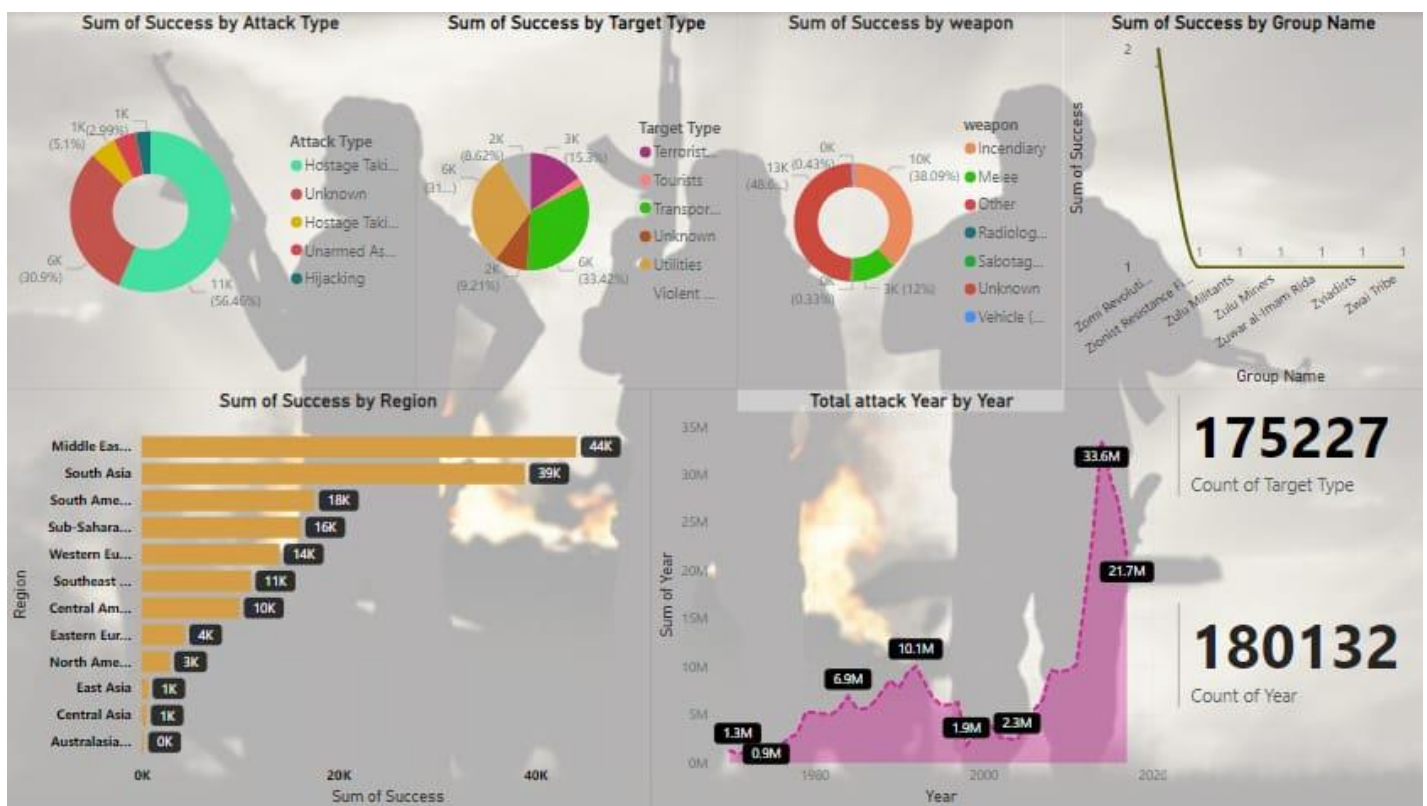 Sum of Success by Attack Type
1K
(2.99%)
1K
(5.1%)
6K
(30.9%)
11K
(56.46%)
Attack Type
Hostage Taki...
Unknown
Hostage Taki...
Unarmed As...
Hijacking
Sum of Success by Target Type
2K
(8.62%)
3K
(15.3%)
6K
(31...)
2K
(9.21%)
6K
(33.42%)
Target Type
Terrorist...
Tourists
Transpor...
Unknown
Utilities
Violent ...
Sum of Success by weapon
0K
(0.43%)
13K
(48.6...)
10K
(38.09%)
0K
(0.33%)
3K (12%)
weapon
Incendiary
Melee
Other
Radiolog...
Sabotag...
Unknown
Vehicle (...
Sum of Success by Group Name
Sum of Success
2
1
1 1 1 1 1 1
Zomi Revoluti...
Zionist Resistance Fi...
Zulu Militants
Zulu Miners
Zuwar al-Imam Rida
Zviadists
Zwai Tribe
Group Name
Sum of Success by Region
Region
Middle Eas... 44K
South Asia 39K
South Ame... 18K
Sub-Sahara... 16K
Western Eu... 14K
Southeast ... 11K
Central Am... 10K
Eastern Eur... 4K
North Ame... 3K
East Asia 1K
Central Asia 1K
Australasia... 0K
0K 20K 40K
Sum of Success
Total attack Year by Year
Sum of Year
35M
30M
25M
20M
15M
10M
5M
0M
1.3M
0.9M
6.9M
10.1M
1.9M
2.3M
33.6M
21.7M
1980 2000 2020
Year
175227
Count of Target Type
180132
Count of Year